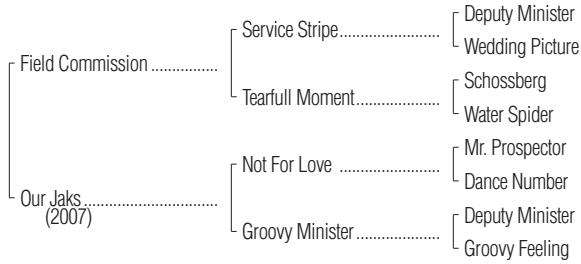 Deputy Minister
Service Stripe
Wedding Picture
Field Commission
Schossberg
Tearfull Moment
Water Spider
Mr. Prospector
Not For Love
Dance Number
Our Jaks
(2007)
Deputy Minister
Groovy Minister
Groovy Feeling